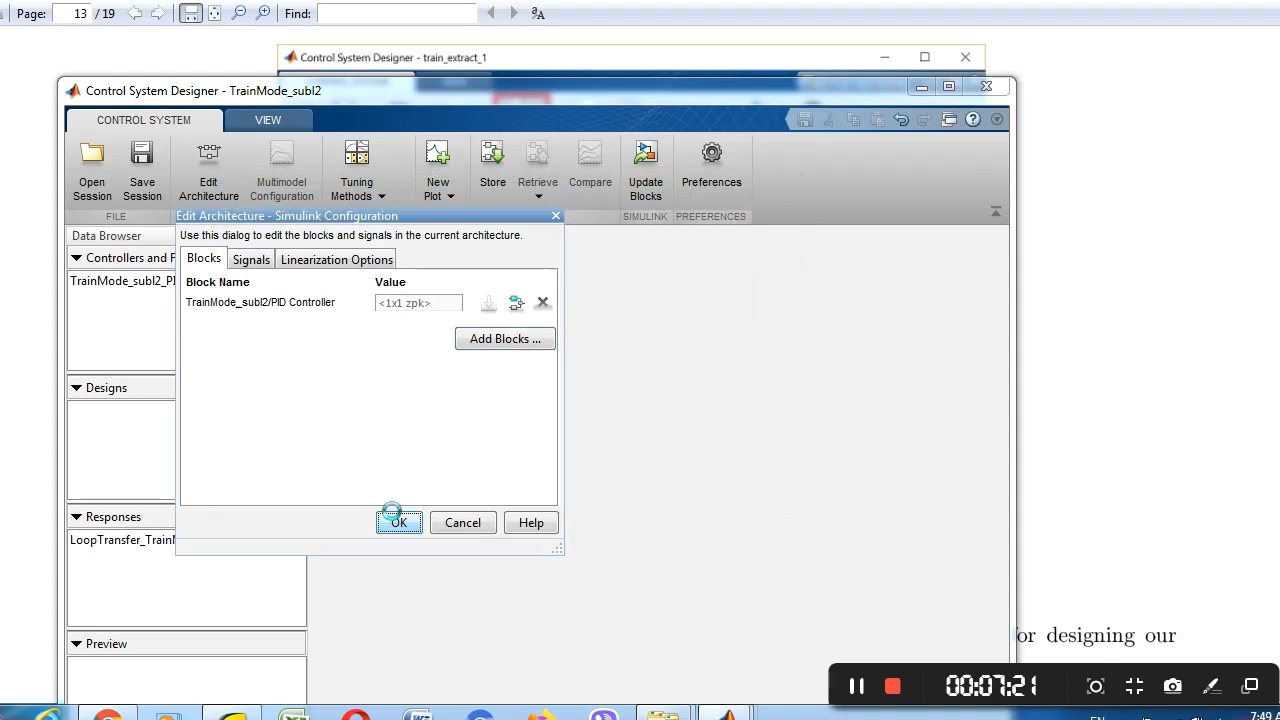 Page: 13 / 19 Find:
Control System Designer - train_extract_1
Control System Designer - TrainMode_subl2
CONTROL SYSTEM VIEW
Open Session
Save Session
Edit Architecture
Multimodel Configuration
Tuning Methods
New Plot
Store
Retrieve
Compare
Update Blocks
Preferences
FILE SIMULINK PREFERENCES
Data Browser
Controllers and F
TrainMode_subl2_PI
Designs
Responses
LoopTransfer_TrainM
Preview
Edit Architecture - Simulink Configuration
Use this dialog to edit the blocks and signals in the current architecture.
Blocks Signals Linearization Options
Block Name Value
TrainMode_subl2/PID Controller <1x1 zpk>
Add Blocks ...
OK Cancel Help
for designing our
00:07:21
EN 7:49